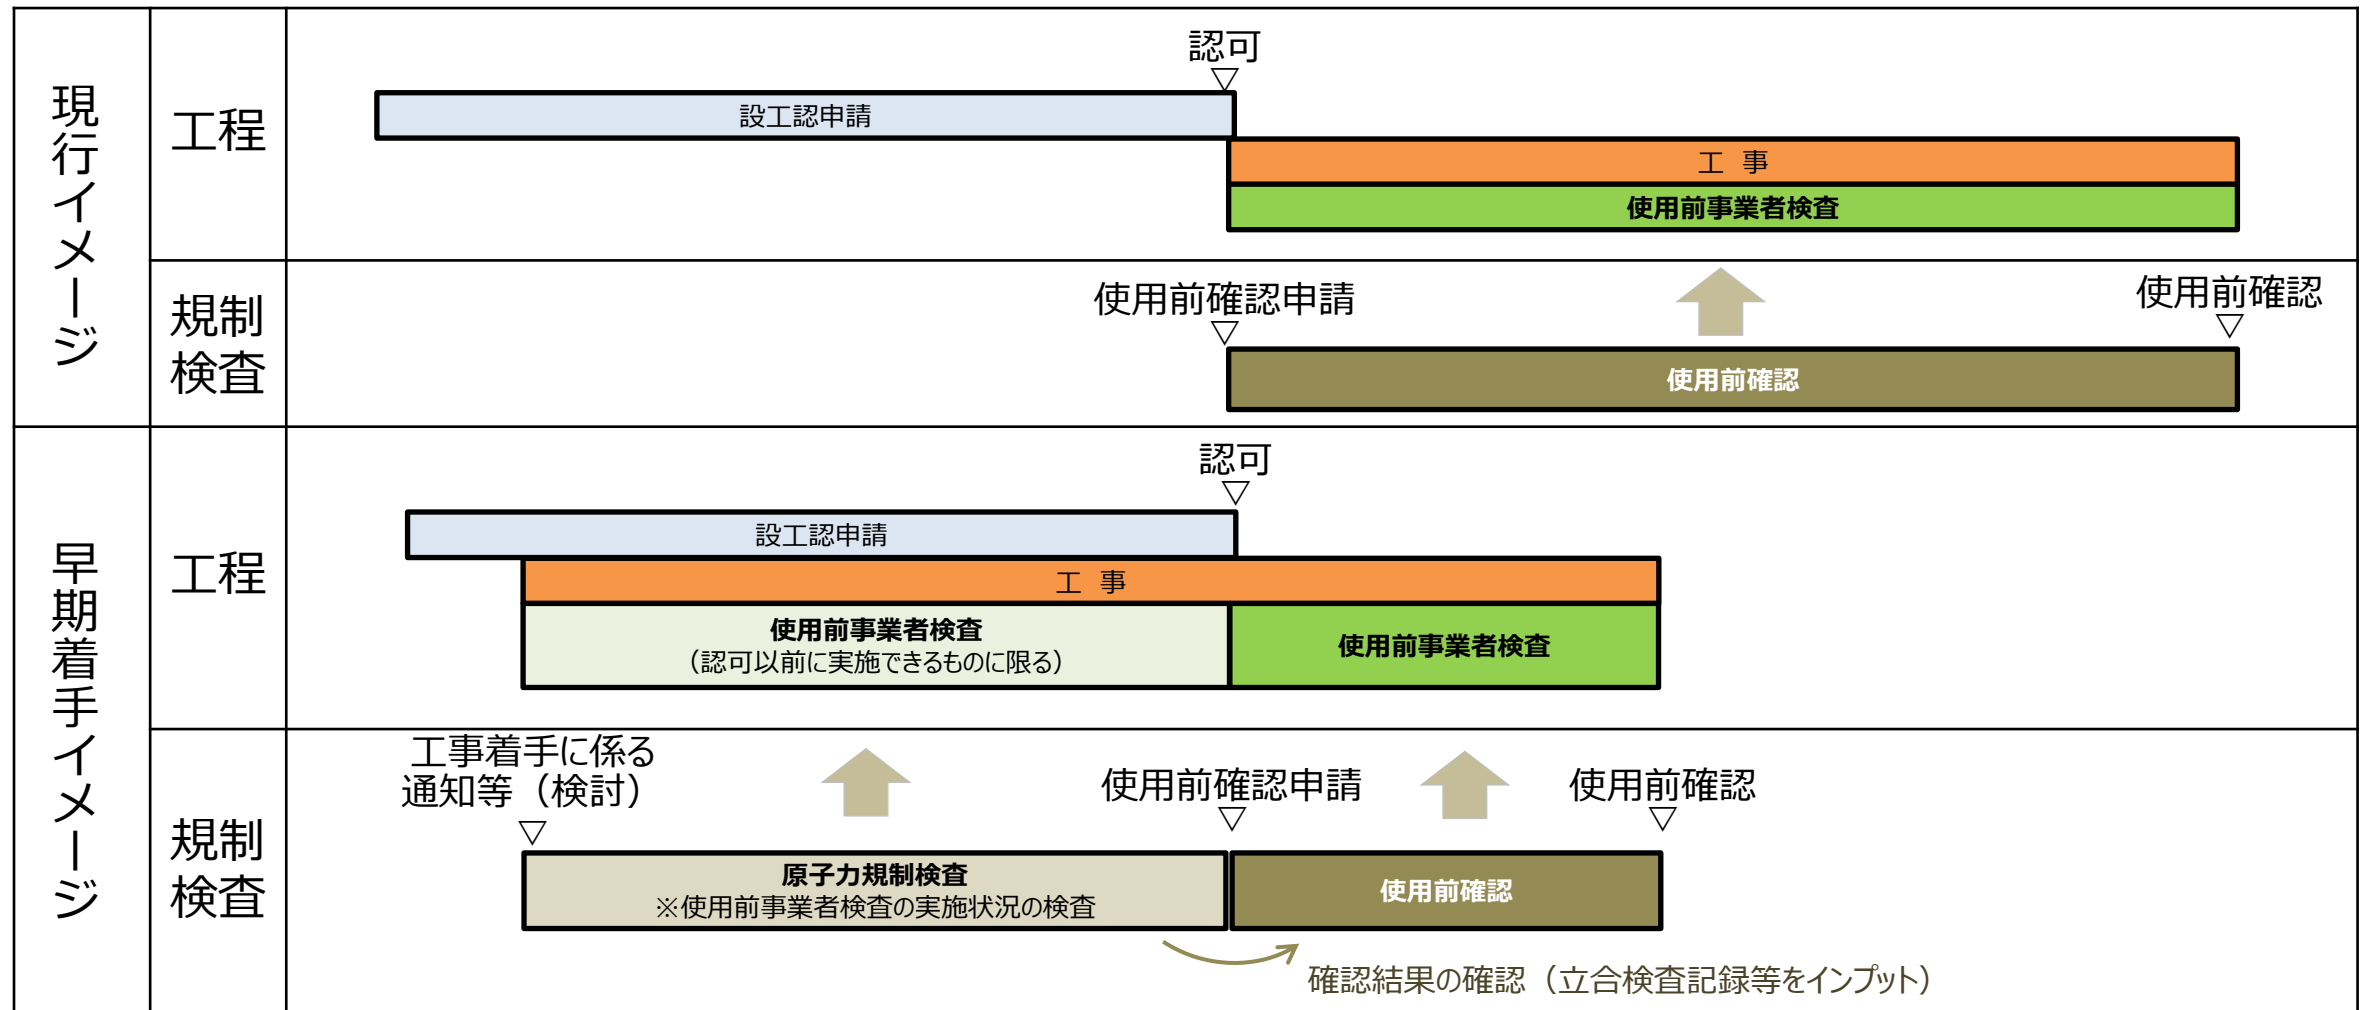 現行イメージ
工程
認可
▽
設工認申請
工　事
使用前事業者検査
規制
検査
使用前確認申請
▽
使用前確認
▽
使用前確認
早期着手イメージ
工程
認可
▽
設工認申請
工　事
使用前事業者検査
（認可以前に実施できるものに限る）
使用前事業者検査
規制
検査
工事着手に係る
通知等（検討）
▽
使用前確認申請
▽
使用前確認
▽
原子力規制検査
※使用前事業者検査の実施状況の検査
使用前確認
確認結果の確認（立合検査記録等をインプット）